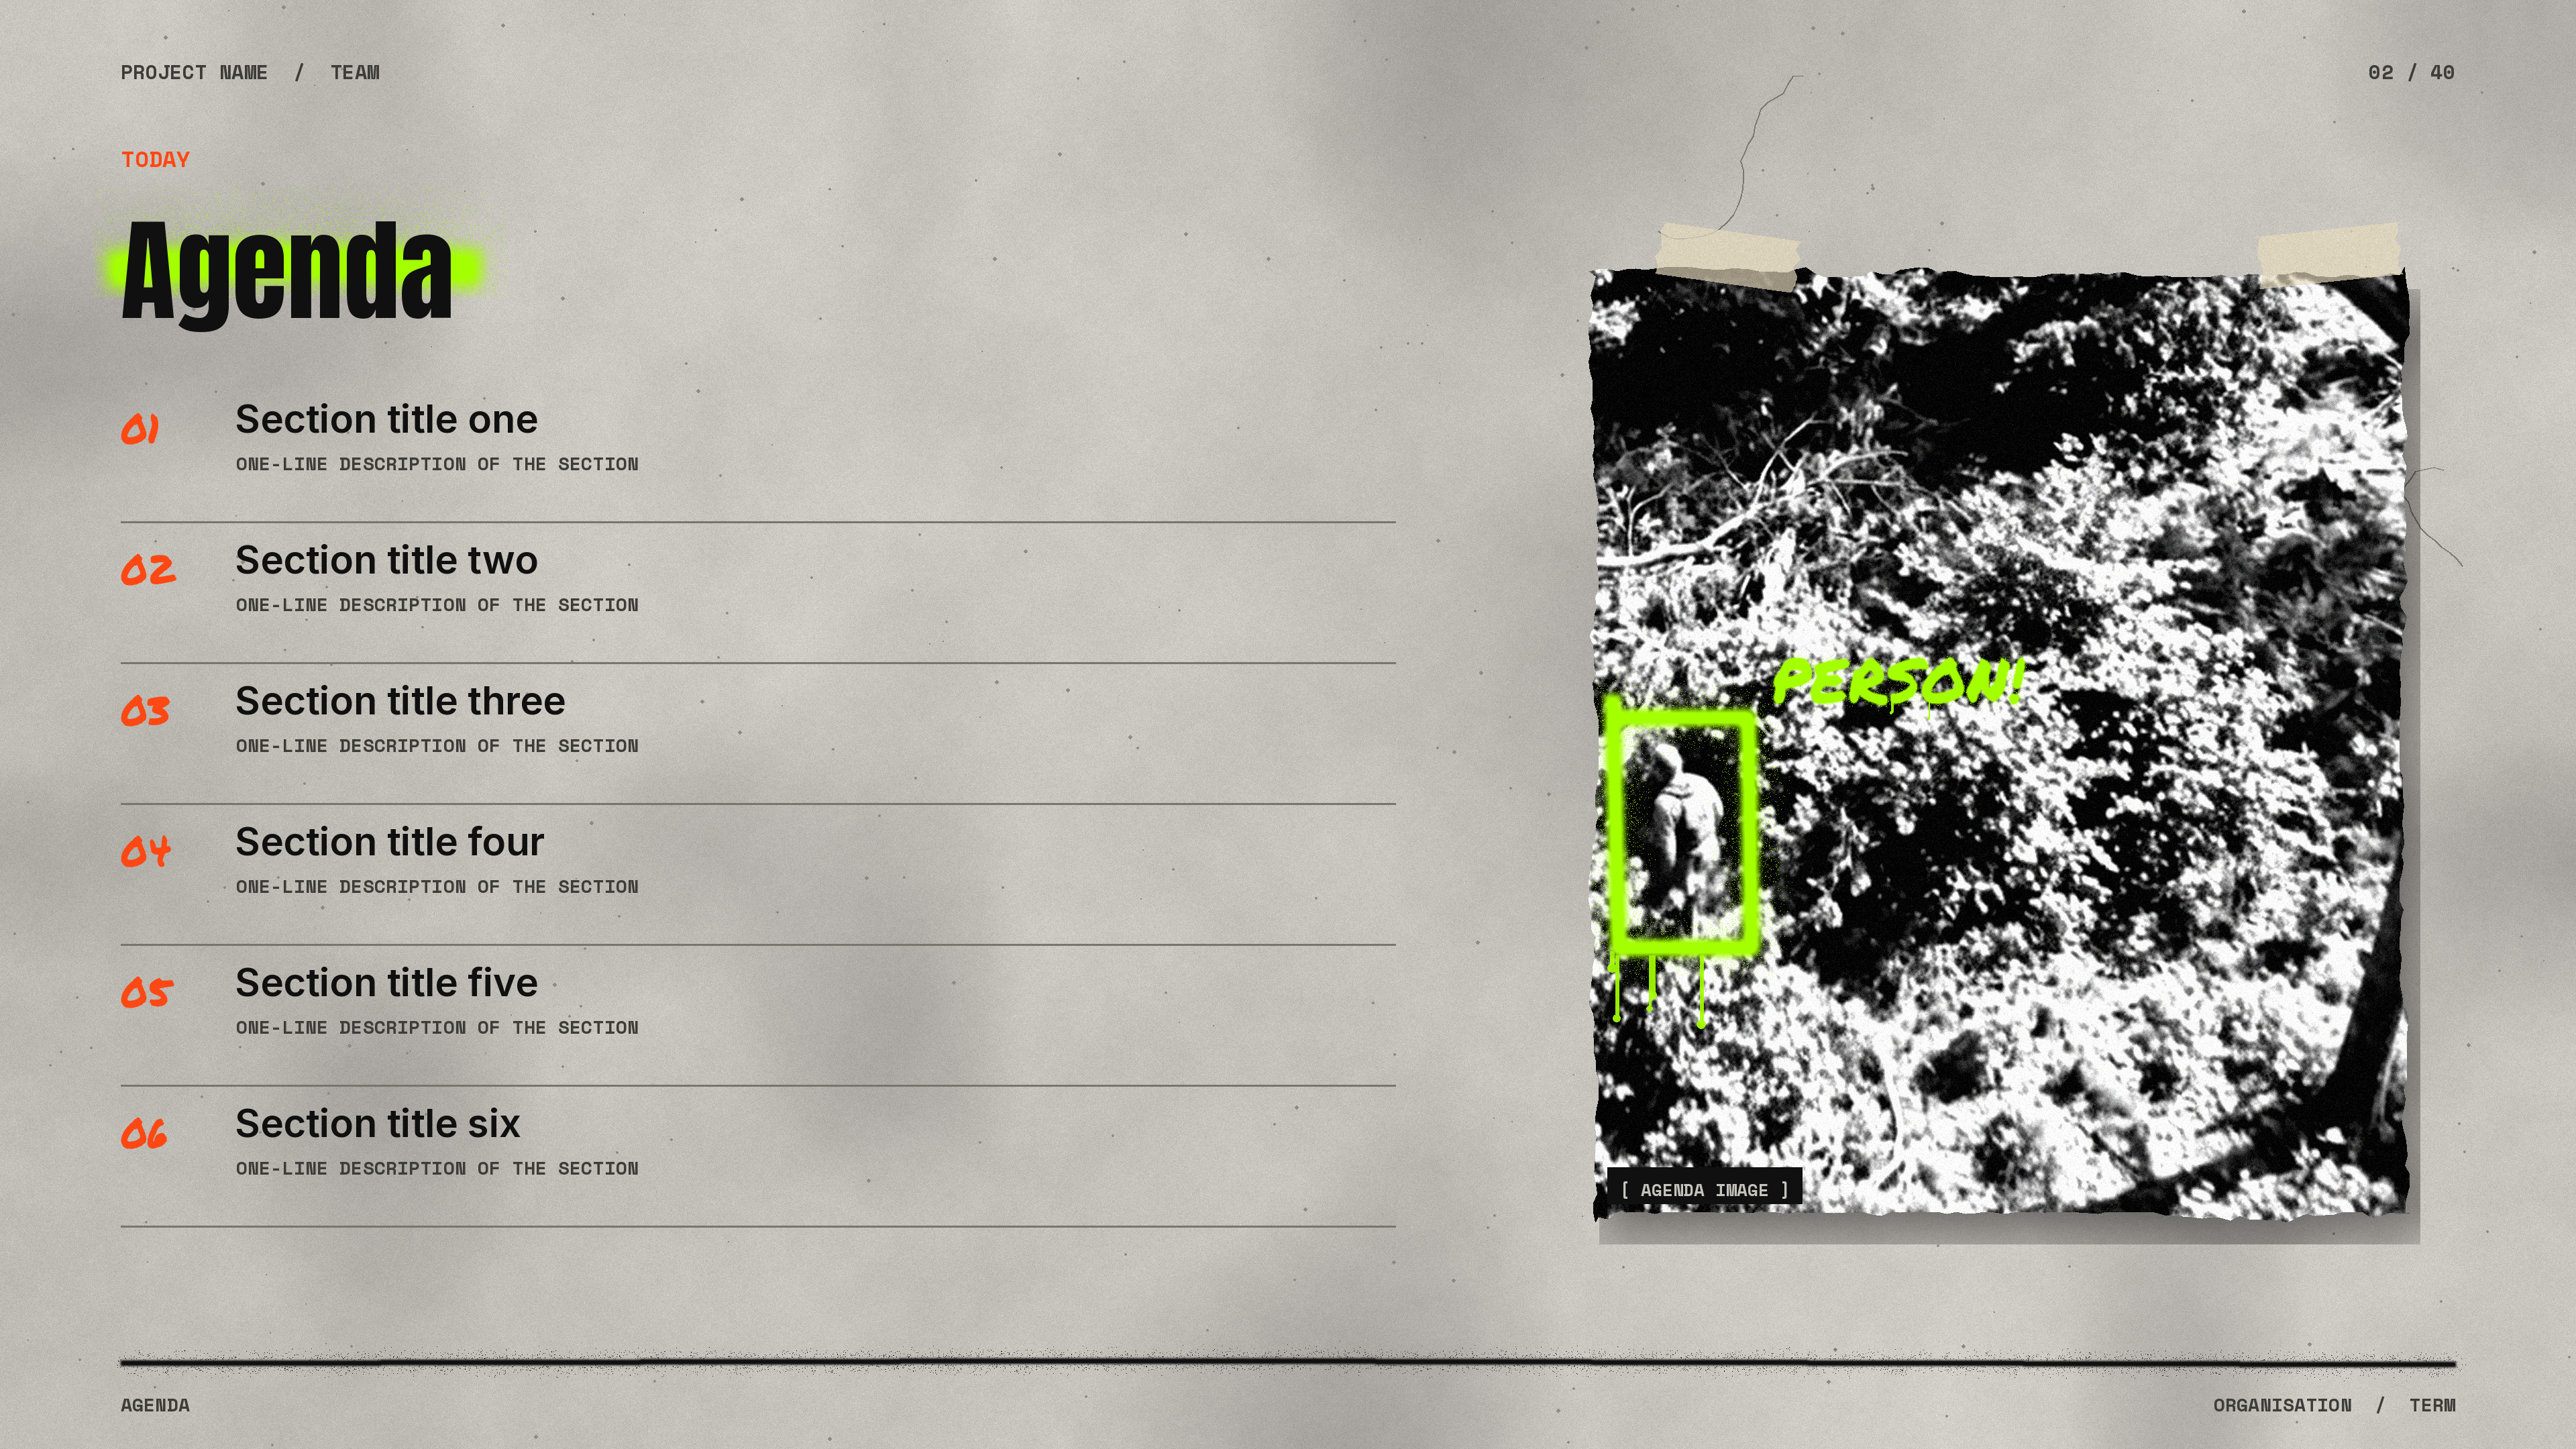 PROJECT NAME / TEAM
02 / 40
TODAY
Agenda
01 Section title one
ONE-LINE DESCRIPTION OF THE SECTION
02 Section title two
ONE-LINE DESCRIPTION OF THE SECTION
03 Section title three
ONE-LINE DESCRIPTION OF THE SECTION
04 Section title four
ONE-LINE DESCRIPTION OF THE SECTION
05 Section title five
ONE-LINE DESCRIPTION OF THE SECTION
06 Section title six
ONE-LINE DESCRIPTION OF THE SECTION
PERSON!
[ AGENDA IMAGE ]
AGENDA
ORGANISATION / TERM